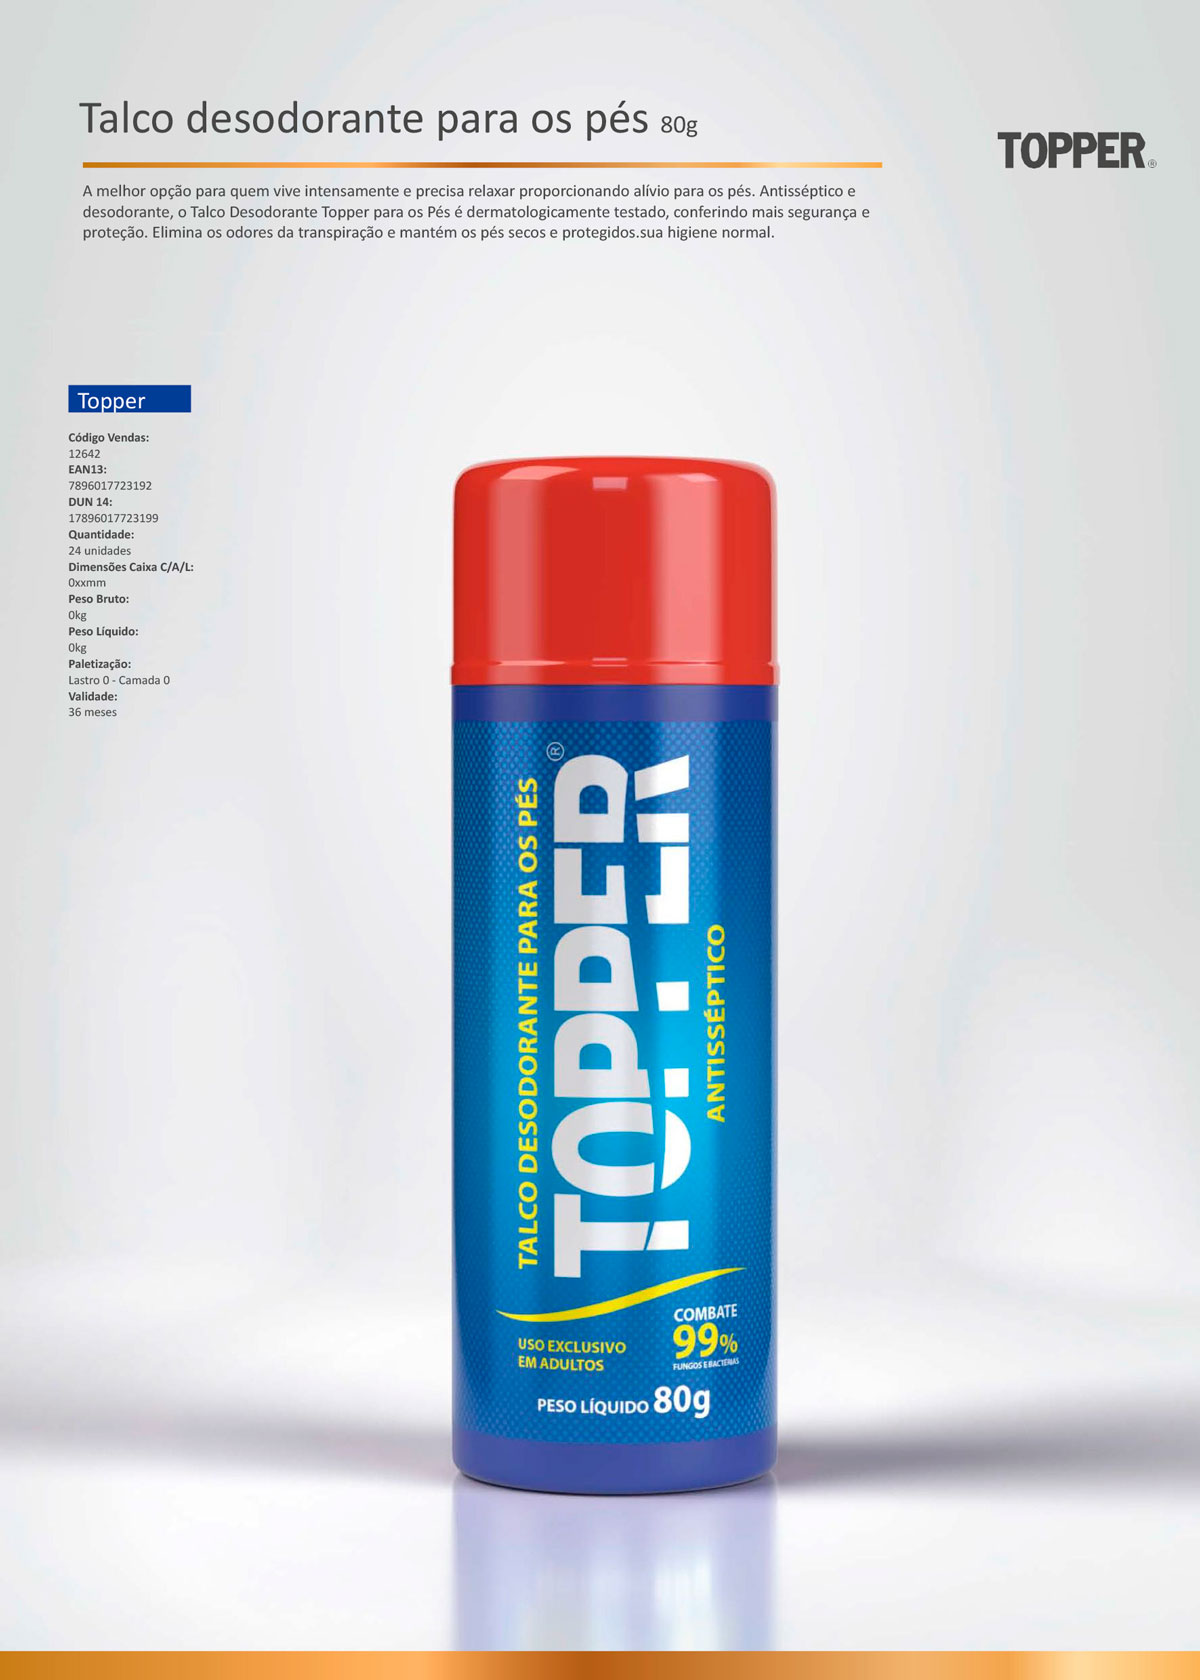 Talco desodorante para os pés 80g
TOPPER®
A melhor opção para quem vive intensamente e precisa relaxar proporcionando alívio para os pés. Antisséptico e
desodorante, o Talco Desodorante Topper para os Pés é dermatologicamente testado, conferindo mais segurança e
proteção. Elimina os odores da transpiração e mantém os pés secos e protegidos.sua higiene normal.
Topper
Código Vendas:
12642
EAN13:
7896017723192
DUN 14:
17896017723199
Quantidade:
24 unidades
Dimensões Caixa C/A/L:
0xxmm
Peso Bruto:
0kg
Peso Líquido:
0kg
Paletização:
Lastro 0 - Camada 0
Validade:
36 meses
TALCO DESODORANTE PARA OS PÉS
TOPPER®
ANTISSÉPTICO
USO EXCLUSIVO
EM ADULTOS
COMBATE
99%
FUNGOS E BACTÉRIAS
PESO LÍQUIDO 80g